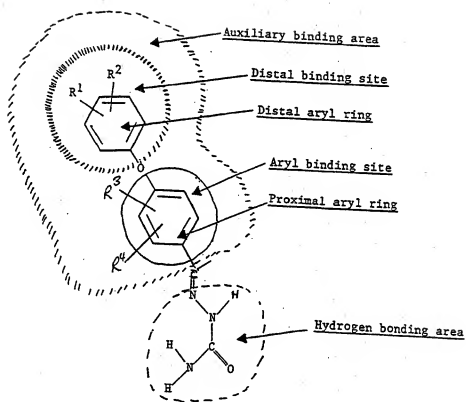 Auxiliary binding area
Distal binding site
R¹
R²
Distal aryl ring
O
Aryl binding site
R³
Proximal aryl ring
R⁴
N
N
H
Hydrogen bonding area
H
N
C
H
O